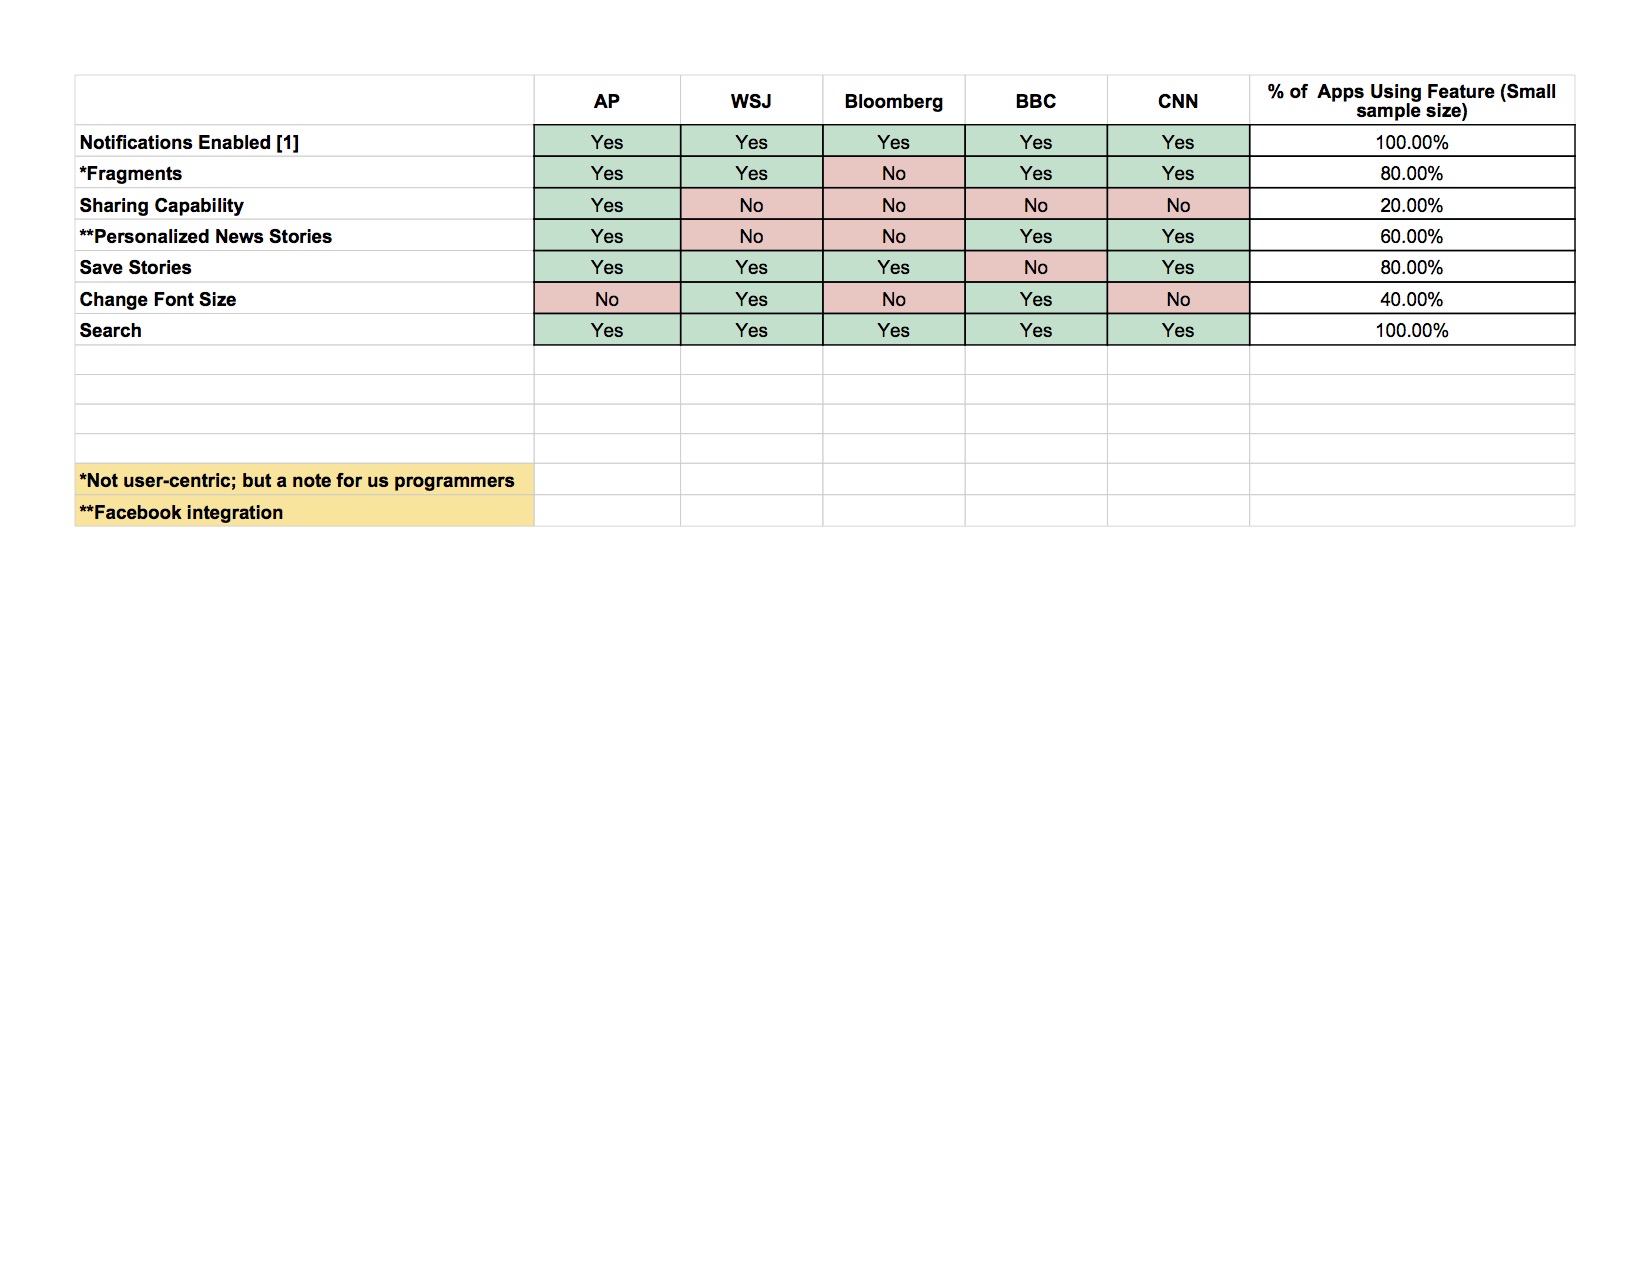 AP WSJ Bloomberg BBC CNN % of Apps Using Feature (Small
sample size)
Notifications Enabled [1] Yes Yes Yes Yes Yes 100.00%
*Fragments Yes Yes No Yes Yes 80.00%
Sharing Capability Yes No No No No 20.00%
**Personalized News Stories Yes No No Yes Yes 60.00%
Save Stories Yes Yes Yes No Yes 80.00%
Change Font Size No Yes No Yes No 40.00%
Search Yes Yes Yes Yes Yes 100.00%
*Not user-centric; but a note for us programmers
**Facebook integration